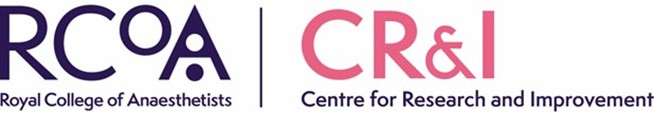 RCoA
Royal College of Anaesthetists
CR&I
Centre for Research and Improvement